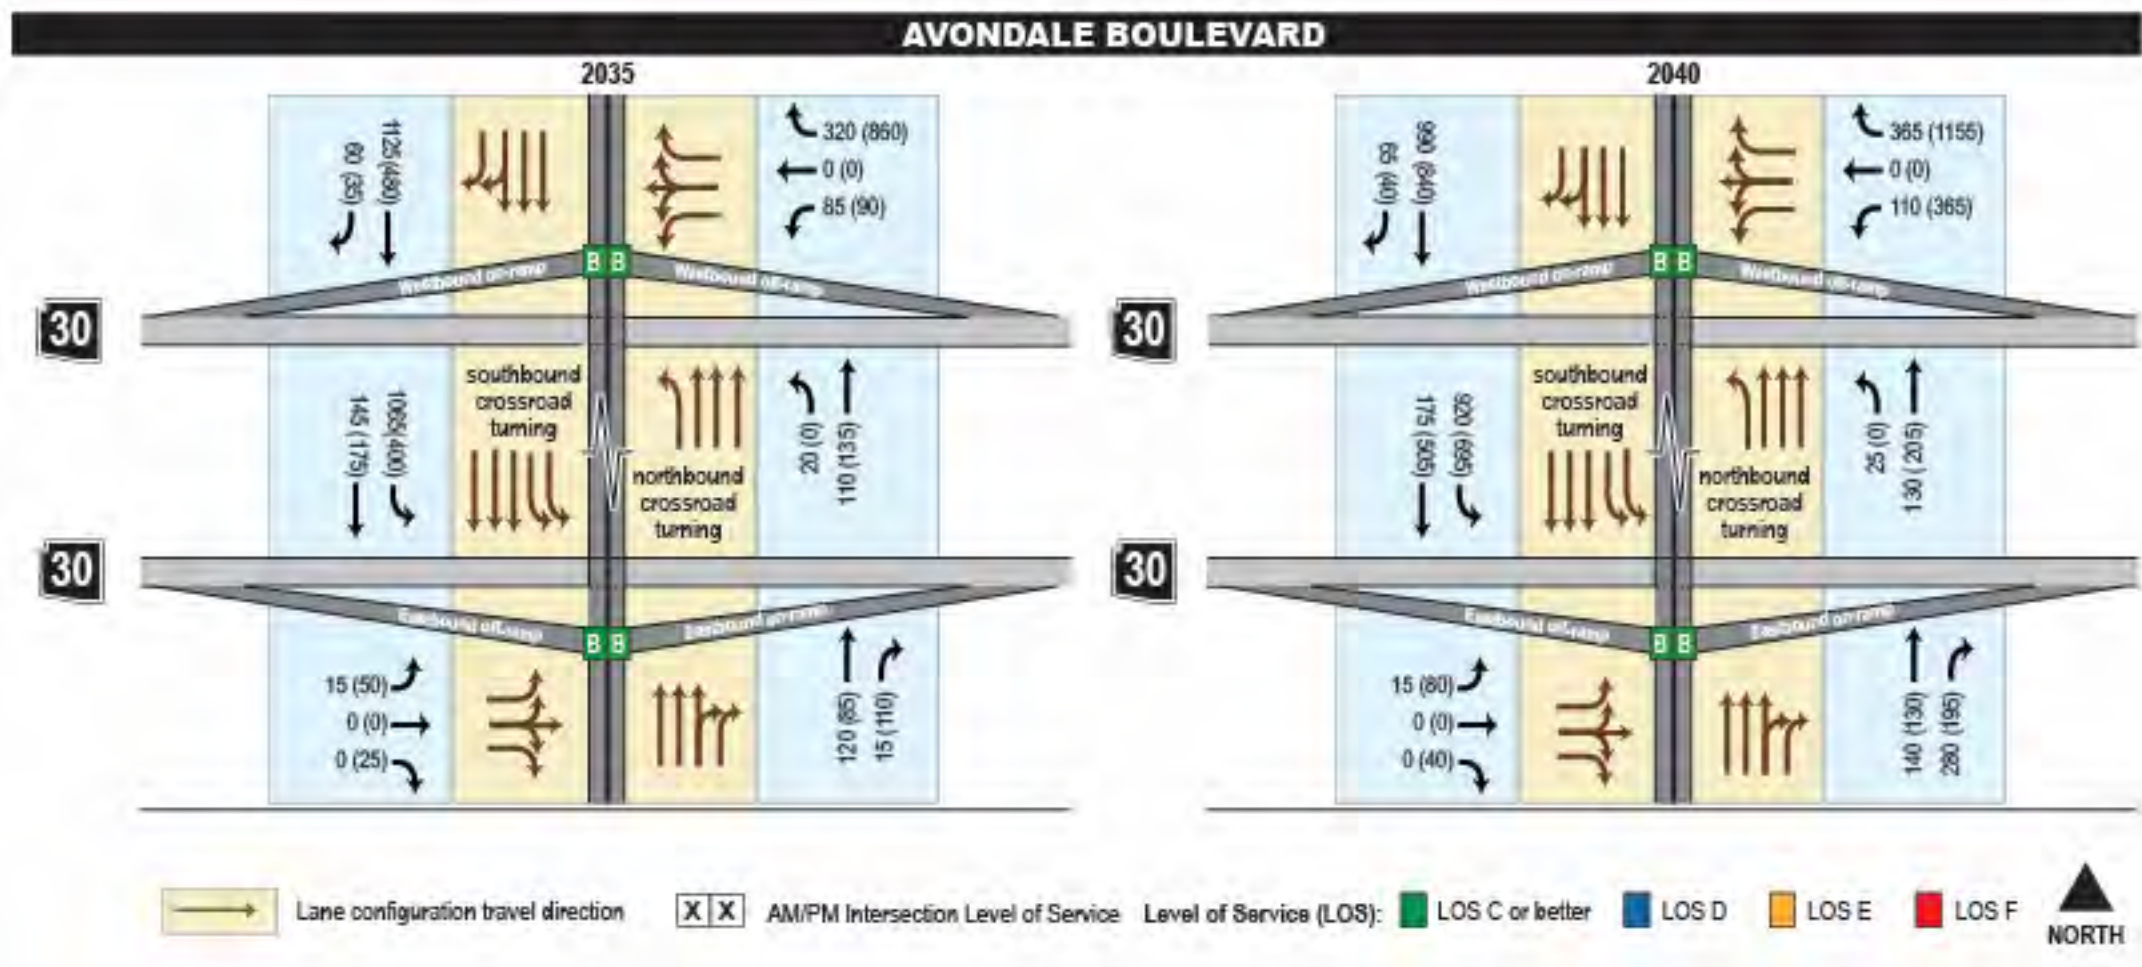 AVONDALE BOULEVARD
2035
2040
1125(480)
60 (35)
320 (860)
0 (0)
85 (90)
B B
Westbound on-ramp
Westbound off-ramp
30
southbound
crossroad
turning
145 (175)
1065(400)
20 (0)
110 (135)
northbound
crossroad
turning
30
Eastbound off-ramp
Eastbound on-ramp
B B
15 (50)
0 (0)
0 (25)
120 (85)
15 (110)
990 (840)
65 (40)
365 (1155)
0 (0)
110 (365)
B B
Westbound on-ramp
Westbound off-ramp
30
southbound
crossroad
turning
175 (505)
920 (695)
25 (0)
130 ( 205)
northbound
crossroad
turning
30
Eastbound off-ramp
Eastbound on-ramp
B B
15 (80)
0 (0)
0 (40)
140 (130)
280 (195)
Lane configuration travel direction
X X AM/PM Intersection Level of Service
Level of Service (LOS): LOS C or better LOS D LOS E LOS F
NORTH